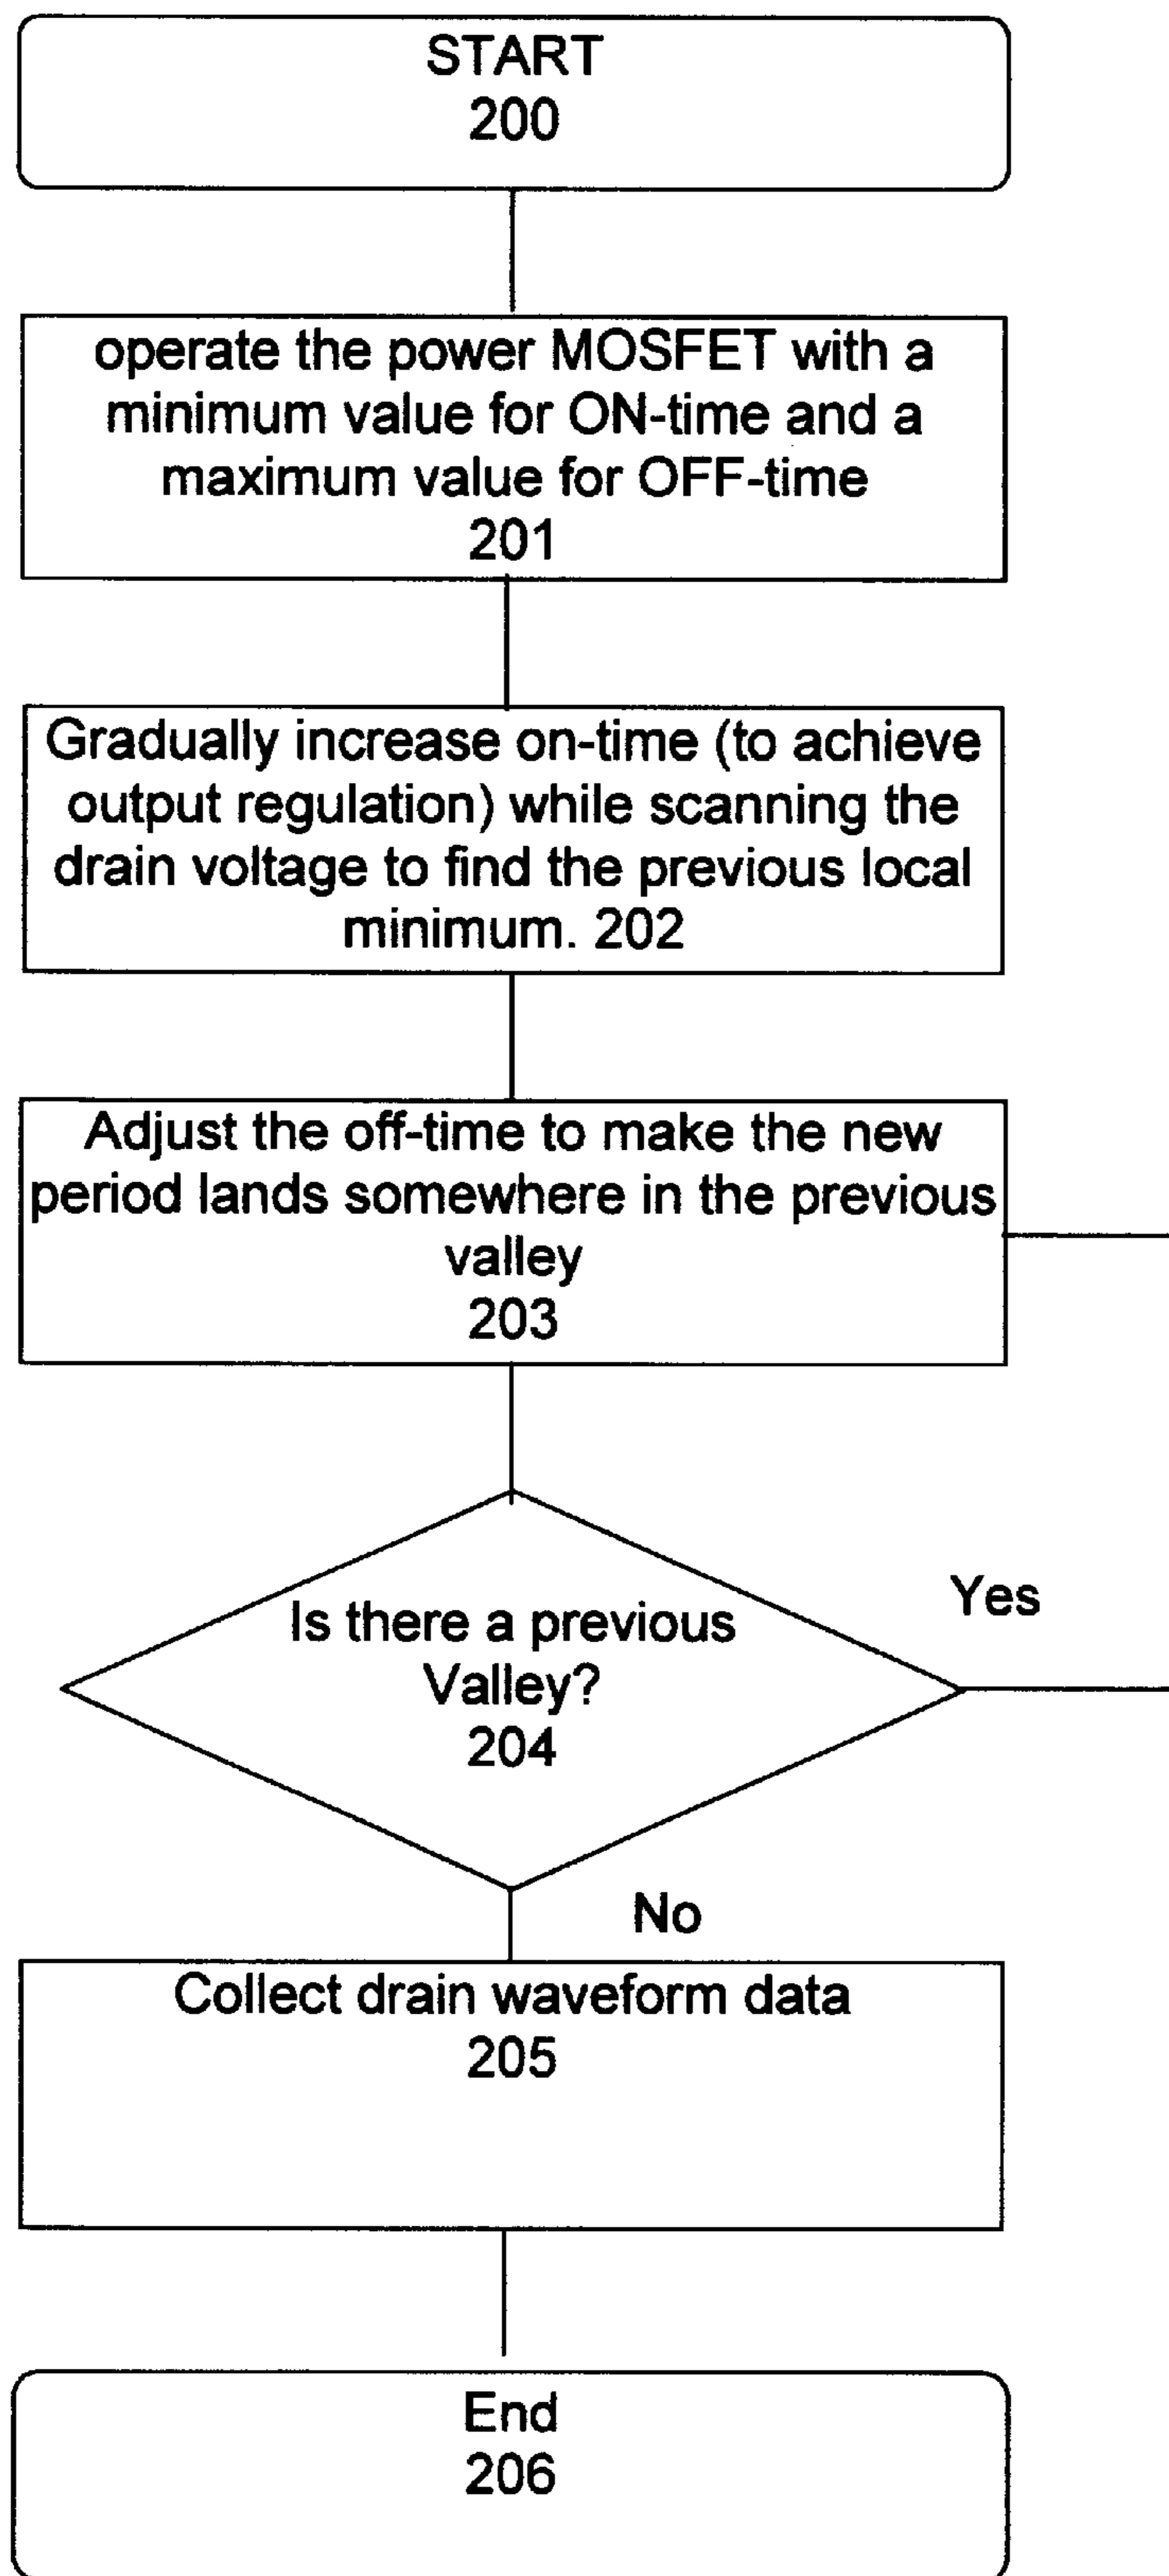 START
200
operate the power MOSFET with a
minimum value for ON-time and a
maximum value for OFF-time
201
Gradually increase on-time (to achieve
output regulation) while scanning the
drain voltage to find the previous local
minimum. 202
Adjust the off-time to make the new
period lands somewhere in the previous
valley
203
Is there a previous
Valley?
204
Yes
No
Collect drain waveform data
205
End
206